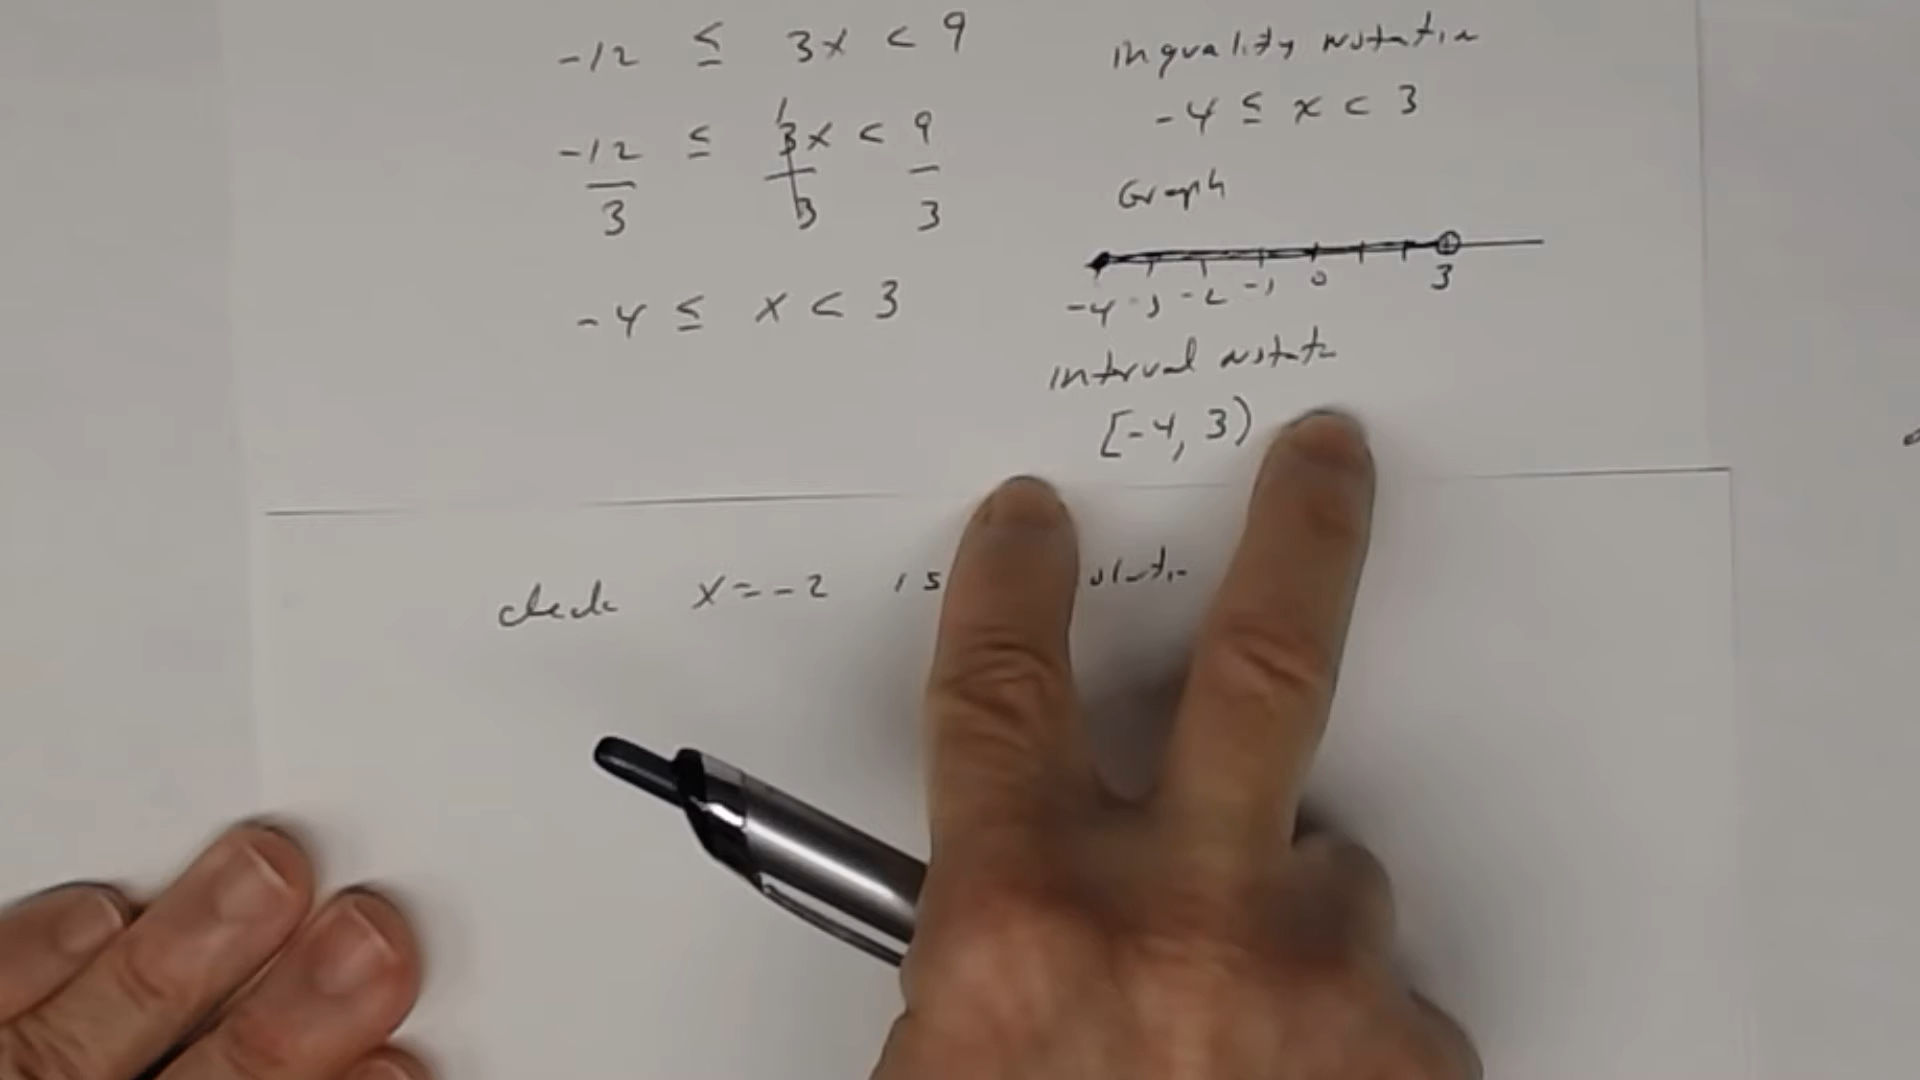 -12 ≤ 3x < 9
-12 ≤ 3x < 9
3 3 3
-4 ≤ x < 3
inequality notation
-4 ≤ x < 3
Graph
-4 -3 -2 -1 0 3
interval notatn
[-4, 3)
check x = -2 is